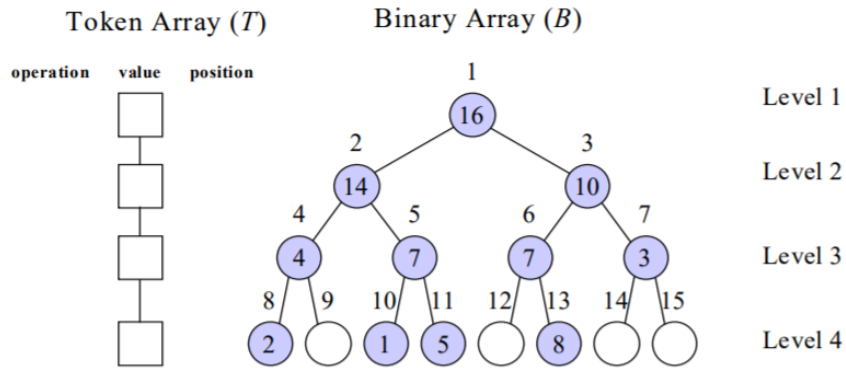 Token Array (T) Binary Array (B)
operation value position
1
16
Level 1
2 3
14 10
Level 2
4 5 6 7
4 7 7 3
Level 3
8 9 10 11 12 13 14 15
2 1 5 8
Level 4